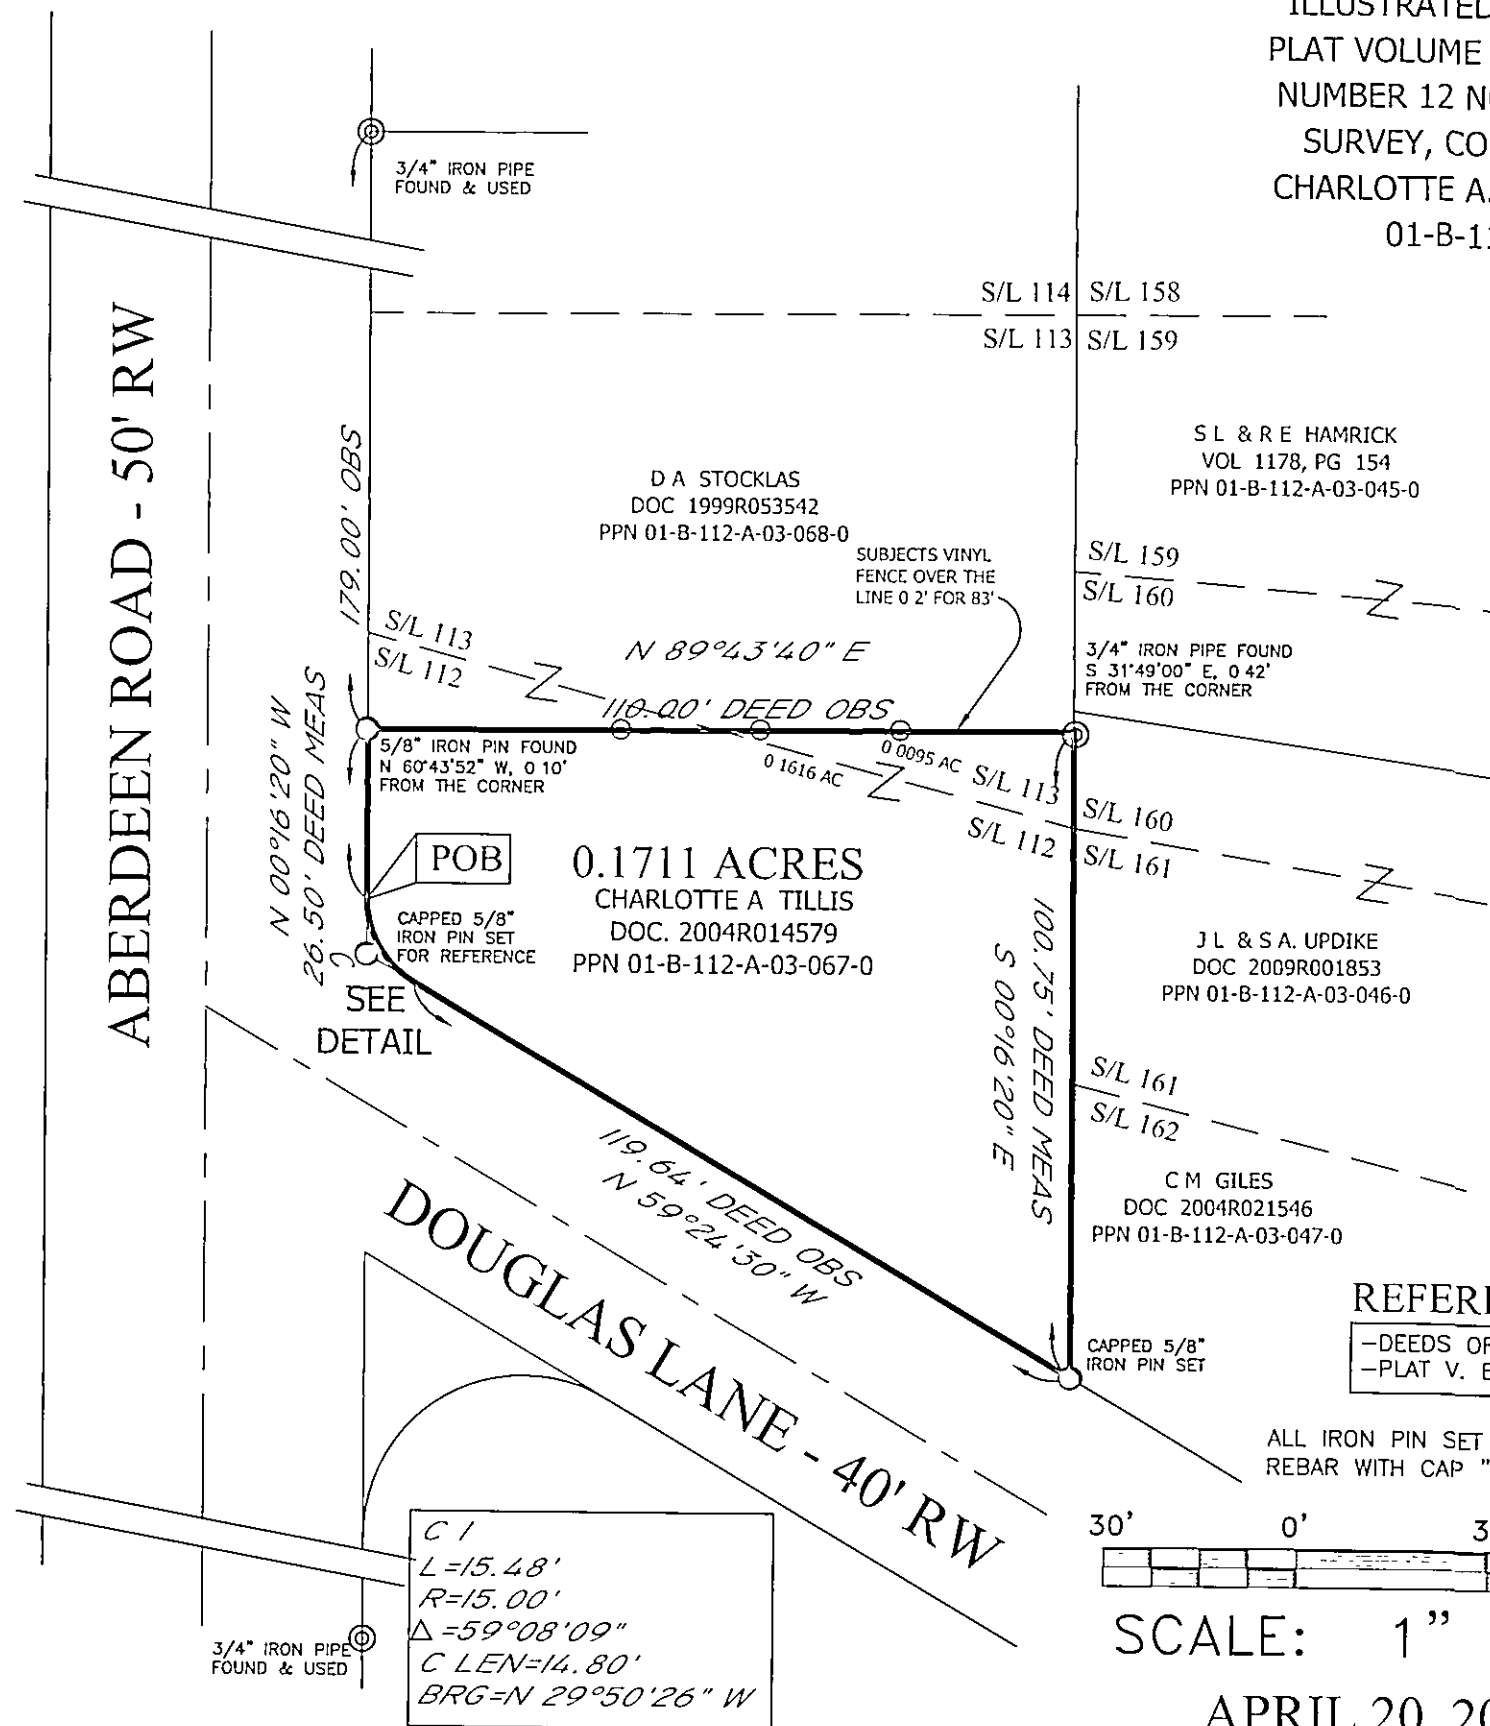 ILLUSTRATED
PLAT VOLUME
NUMBER 12
SURVEY,
CHARLOTTE A.
3/4" IRON PIPE
FOUND & USED
S/L 114 S/L 158
S/L 113 S/L 159
ABERDEEN ROAD - 50' RW
179.00' OBS
D A STOCKLAS
DOC 1999R053542
PPN 01-B-112-A-03-068-0
S L & R E HAMRICK
VOL 1178, PG 154
PPN 01-B-112-A-03-045-0
SUBJECTS VINYL
FENCE OVER THE
LINE 0 2' FOR 83'
S/L 159
S/L 160
S/L 113
S/L 112
N 89°43'40" E
110.00' DEED OBS
3/4" IRON PIPE FOUND
S 31°49'00" E, 0 42'
FROM THE CORNER
N 00°16'20" W
26.50' DEED MEAS
5/8" IRON PIN FOUND
N 60°43'52" W, 0 10'
FROM THE CORNER
0 1616 AC
0 0095 AC
S/L 113
S/L 112
S/L 160
S/L 161
POB
0.1711 ACRES
CHARLOTTE A TILLIS
DOC. 2004R014579
PPN 01-B-112-A-03-067-0
CAPPED 5/8"
IRON PIN SET
FOR REFERENCE
SEE
DETAIL
100.75' DEED MEAS
S 00°16'20" E
J L & S A. UPDIKE
DOC 2009R001853
PPN 01-B-112-A-03-046-0
S/L 161
S/L 162
C M GILES
DOC 2004R021546
PPN 01-B-112-A-03-047-0
119.64' DEED OBS
N 59°24'30" W
DOUGLAS LANE - 40' RW
CAPPED 5/8"
IRON PIN SET
-DEEDS
-PLAT V.
ALL IRON PIN SET
REBAR WITH CAP "
30' 0'
SCALE: 1"
APRIL 20
C 1
L=15.48'
R=15.00'
Δ =59°08'09"
C LEN=14.80'
BRG=N 29°50'26" W
3/4" IRON PIPE
FOUND & USED